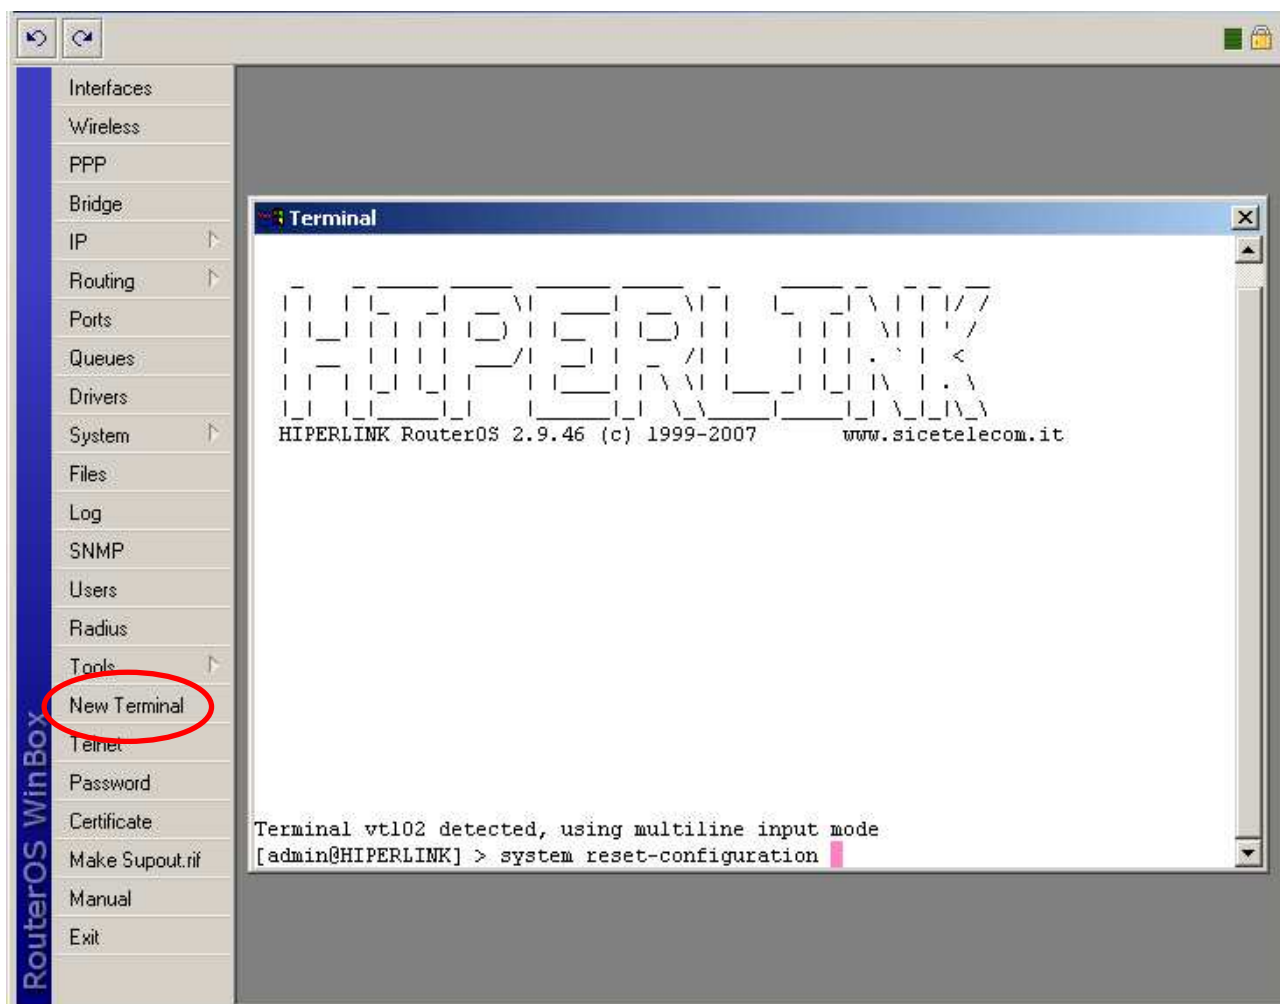 Interfaces
Wireless
PPP
Bridge
IP
Routing
Ports
Queues
Drivers
System
Files
Log
SNMP
Users
Radius
Tools
New Terminal
Telnet
Password
Certificate
Make Supout.rif
Manual
Exit
RouterOS WinBox
Terminal
HIPERLINK
HIPERLINK RouterOS 2.9.46 (c) 1999-2007 www.sicetelecom.it
Terminal vt102 detected, using multiline input mode
[admin@HIPERLINK] > system reset-configuration